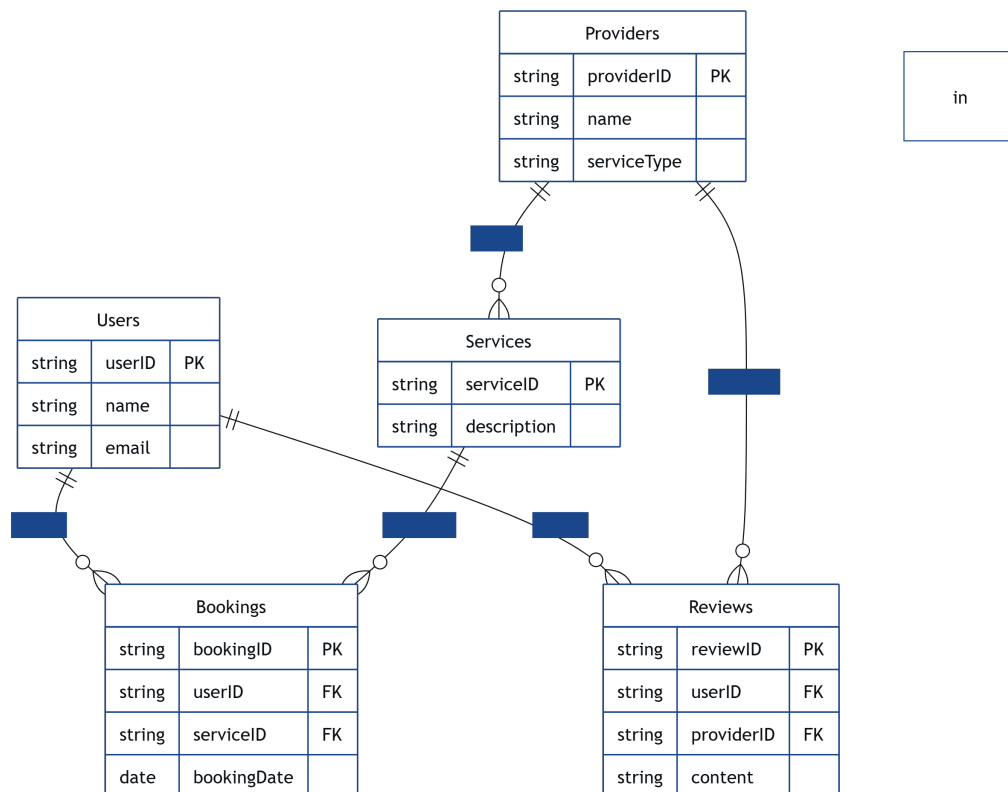 Providers
string providerID PK
string name
string serviceType
in
Users
string userID PK
string name
string email
Services
string serviceID PK
string description
Bookings
string bookingID PK
string userID FK
string serviceID FK
date bookingDate
Reviews
string reviewID PK
string userID FK
string providerID FK
string content